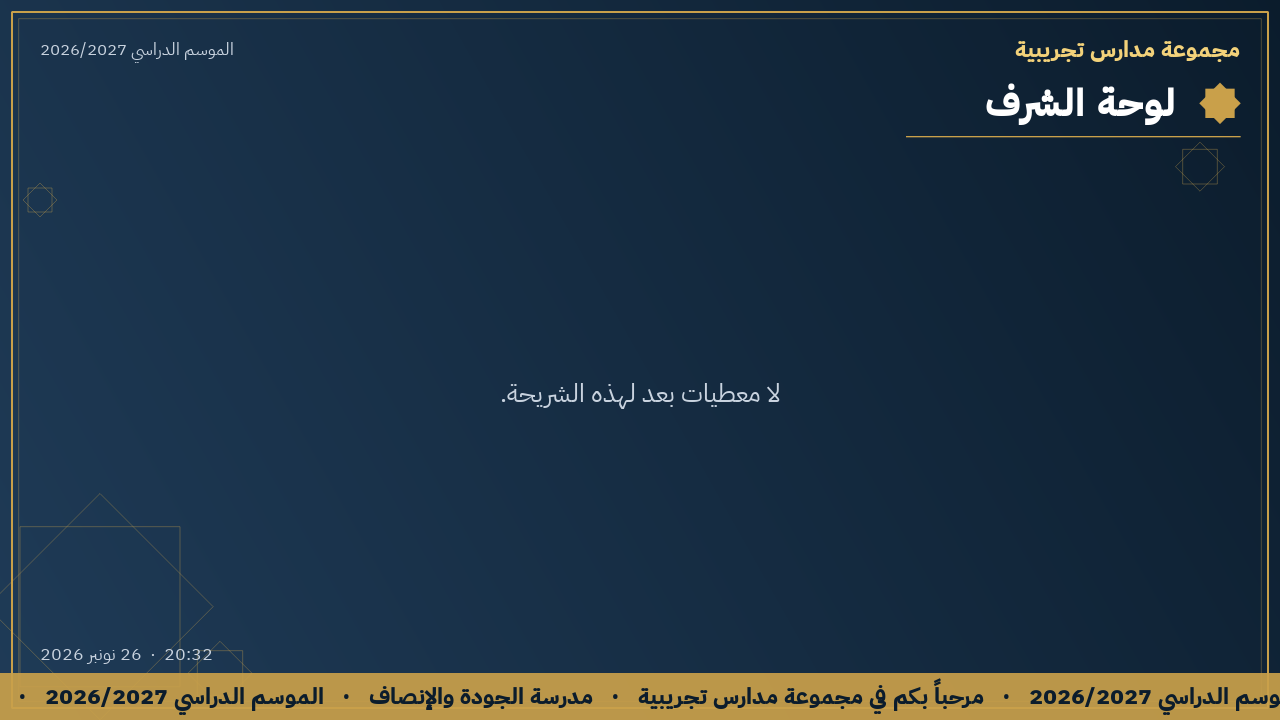 مجموعة مدارس تجريبية
الموسم الدراسي 2026/2027
لوحة الشرف
لا معطيات بعد لهذه الشريحة.
26 نونبر 2026 · 20:32
الدراسي 2026/2027 · مرحباً بكم في مجموعة مدارس تجريبية · مدرسة الجودة والإنصاف · الموسم الدراسي 2026/2027 ·